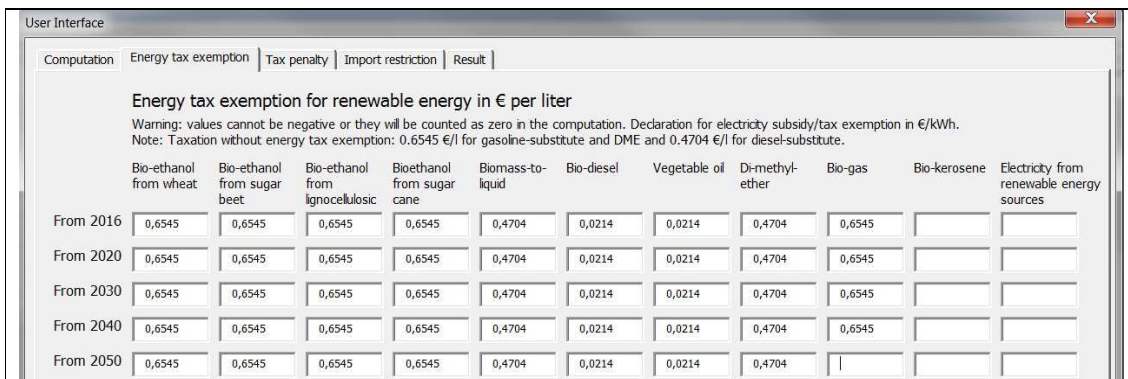 User Interface
X
Computation Energy tax exemption Tax penalty Import restriction Result
Energy tax exemption for renewable energy in € per liter
Warning: values cannot be negative or they will be counted as zero in the computation. Declaration for electricity subsidy/tax exemption in €/kWh.
Note: Taxation without energy tax exemption: 0.6545 €/l for gasoline-substitute and DME and 0.4704 €/l for diesel-substitute.
Bio-ethanol Bio-ethanol Bio-ethanol Bioethanol Biomass-to- Bio-diesel Vegetable oil Di-methyl- Bio-gas Bio-kerosene Electricity from
from wheat from sugar from from sugar liquid ether renewable energy
beet lignocellulosic cane sources
From 2016 0,6545 0,6545 0,6545 0,6545 0,4704 0,0214 0,0214 0,4704 0,6545
From 2020 0,6545 0,6545 0,6545 0,6545 0,4704 0,0214 0,0214 0,4704 0,6545
From 2030 0,6545 0,6545 0,6545 0,6545 0,4704 0,0214 0,0214 0,4704 0,6545
From 2040 0,6545 0,6545 0,6545 0,6545 0,4704 0,0214 0,0214 0,4704 0,6545
From 2050 0,6545 0,6545 0,6545 0,6545 0,4704 0,0214 0,0214 0,4704